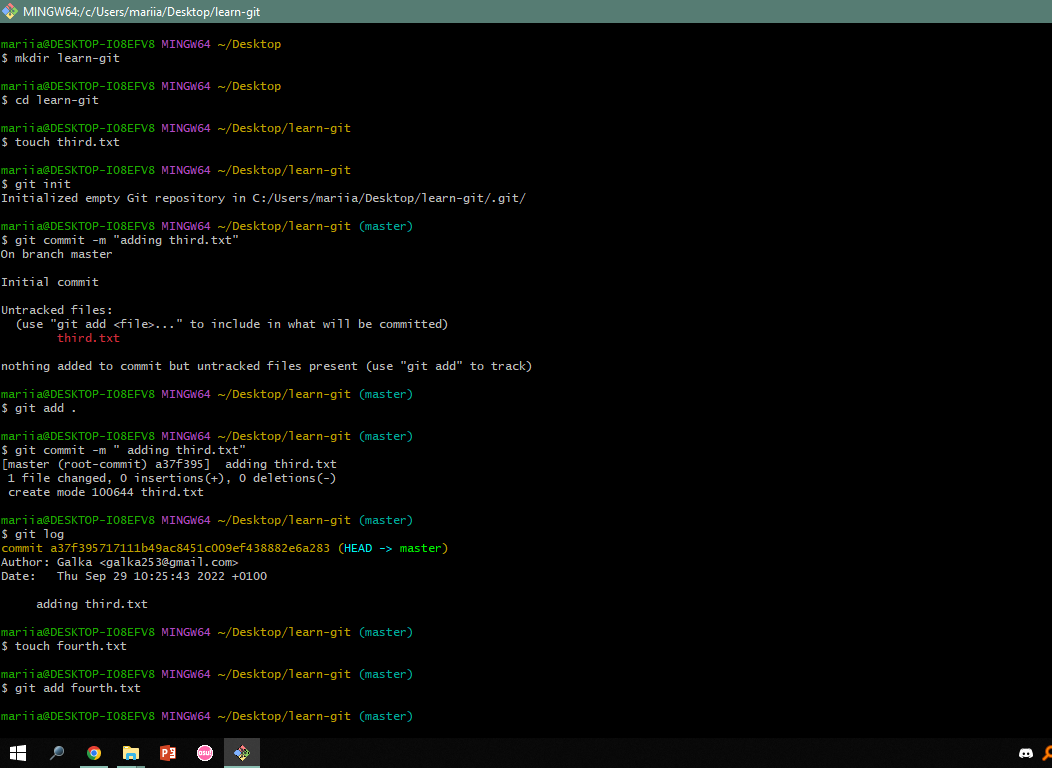 MINGW64:/c/Users/mariia/Desktop/learn-git
mariia@DESKTOP-IO8EFV8 MINGW64 ~/Desktop
$ mkdir learn-git
mariia@DESKTOP-IO8EFV8 MINGW64 ~/Desktop
$ cd learn-git
mariia@DESKTOP-IO8EFV8 MINGW64 ~/Desktop/learn-git
$ touch third.txt
mariia@DESKTOP-IO8EFV8 MINGW64 ~/Desktop/learn-git
$ git init
Initialized empty Git repository in C:/Users/mariia/Desktop/learn-git/.git/
mariia@DESKTOP-IO8EFV8 MINGW64 ~/Desktop/learn-git (master)
$ git commit -m "adding third.txt"
On branch master
Initial commit
Untracked files:
  (use "git add <file>..." to include in what will be committed)
        third.txt
nothing added to commit but untracked files present (use "git add" to track)
mariia@DESKTOP-IO8EFV8 MINGW64 ~/Desktop/learn-git (master)
$ git add .
mariia@DESKTOP-IO8EFV8 MINGW64 ~/Desktop/learn-git (master)
$ git commit -m " adding third.txt"
[master (root-commit) a37f395]  adding third.txt
 1 file changed, 0 insertions(+), 0 deletions(-)
 create mode 100644 third.txt
mariia@DESKTOP-IO8EFV8 MINGW64 ~/Desktop/learn-git (master)
$ git log
commit a37f395717111b49ac8451c009ef438882e6a283 (HEAD -> master)
Author: Galka <galka253@gmail.com>
Date:   Thu Sep 29 10:25:43 2022 +0100
     adding third.txt
mariia@DESKTOP-IO8EFV8 MINGW64 ~/Desktop/learn-git (master)
$ touch fourth.txt
mariia@DESKTOP-IO8EFV8 MINGW64 ~/Desktop/learn-git (master)
$ git add fourth.txt
mariia@DESKTOP-IO8EFV8 MINGW64 ~/Desktop/learn-git (master)
P
osu!